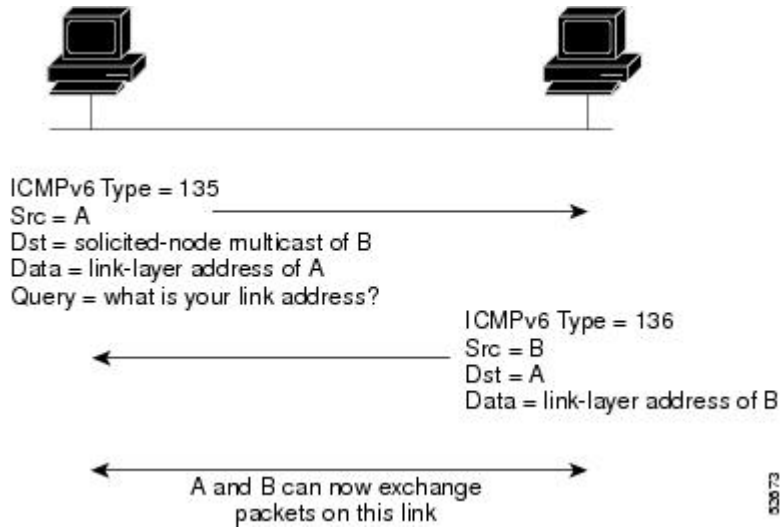 ICMPv6 Type = 135
Src = A
Dst = solicited-node multicast of B
Data = link-layer address of A
Query = what is your link address?
ICMPv6 Type = 136
Src = B
Dst = A
Data = link-layer address of B
A and B can now exchange
packets on this link
53673